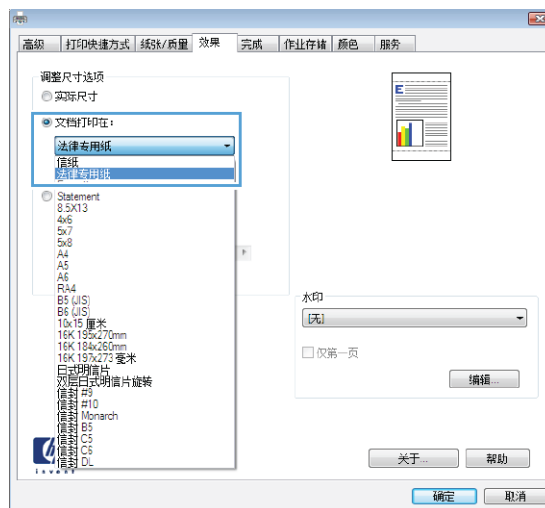 高级 打印快捷方式 纸张/质量 效果 完成 作业存储 颜色 服务
调整尺寸选项
实际尺寸
文档打印在：
法律专用纸
信纸
法律专用纸
Statement
8.5X13
4x6
5x7
5x8
A4
A5
A6
RA4
B5 (JIS)
B6 (JIS)
10x15 厘米
16K 195x270mm
16K 184x260mm
16K 197x273 毫米
日式明信片
双层日式明信片旋转
信封 #9
信封 #10
信封 Monarch
信封 B5
信封 C5
信封 C6
信封 DL
E
水印
[无]
仅第一页
编辑...
invent
关于...
帮助
确定
取消